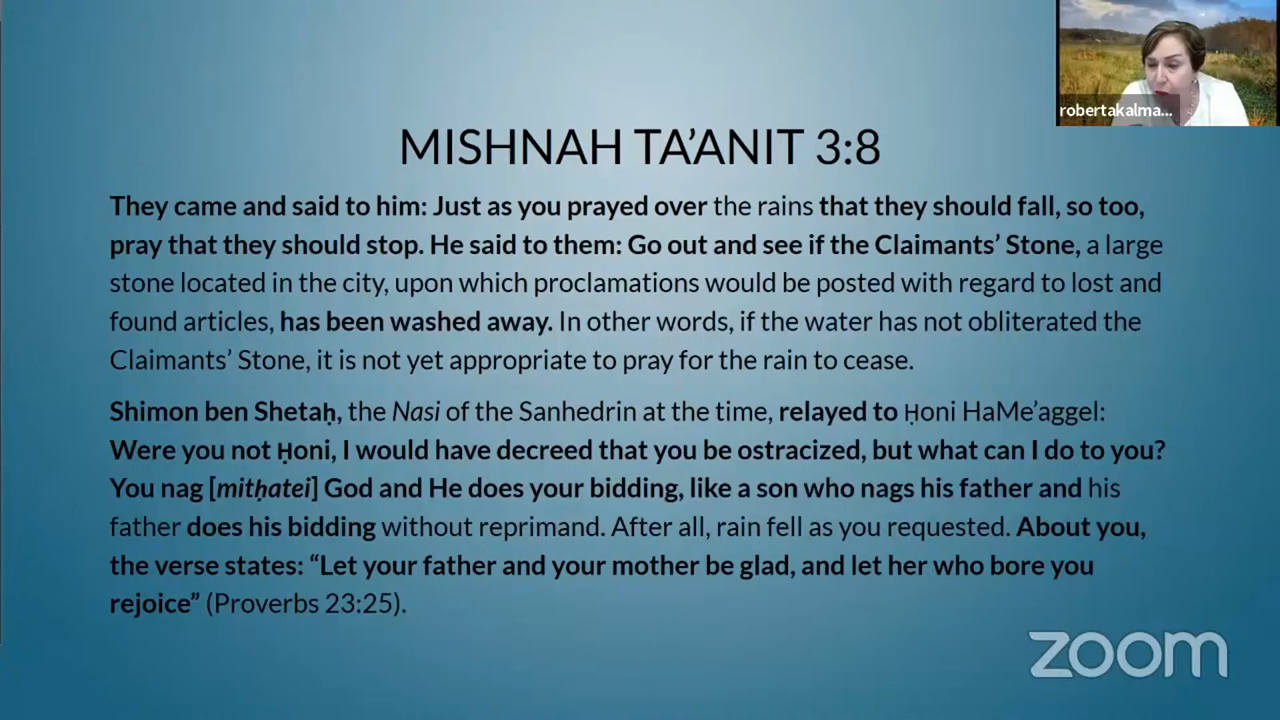 robertakalma...
MISHNAH TA’ANIT 3:8
They came and said to him: Just as you prayed over the rains that they should fall, so too,
pray that they should stop. He said to them: Go out and see if the Claimants’ Stone, a large
stone located in the city, upon which proclamations would be posted with regard to lost and
found articles, has been washed away. In other words, if the water has not obliterated the
Claimants’ Stone, it is not yet appropriate to pray for the rain to cease.
Shimon ben Shetaḥ, the Nasi of the Sanhedrin at the time, relayed to Ḥoni HaMe’aggel:
Were you not Ḥoni, I would have decreed that you be ostracized, but what can I do to you?
You nag [mitḥatei] God and He does your bidding, like a son who nags his father and his
father does his bidding without reprimand. After all, rain fell as you requested. About you,
the verse states: “Let your father and your mother be glad, and let her who bore you
rejoice” (Proverbs 23:25).
zoom